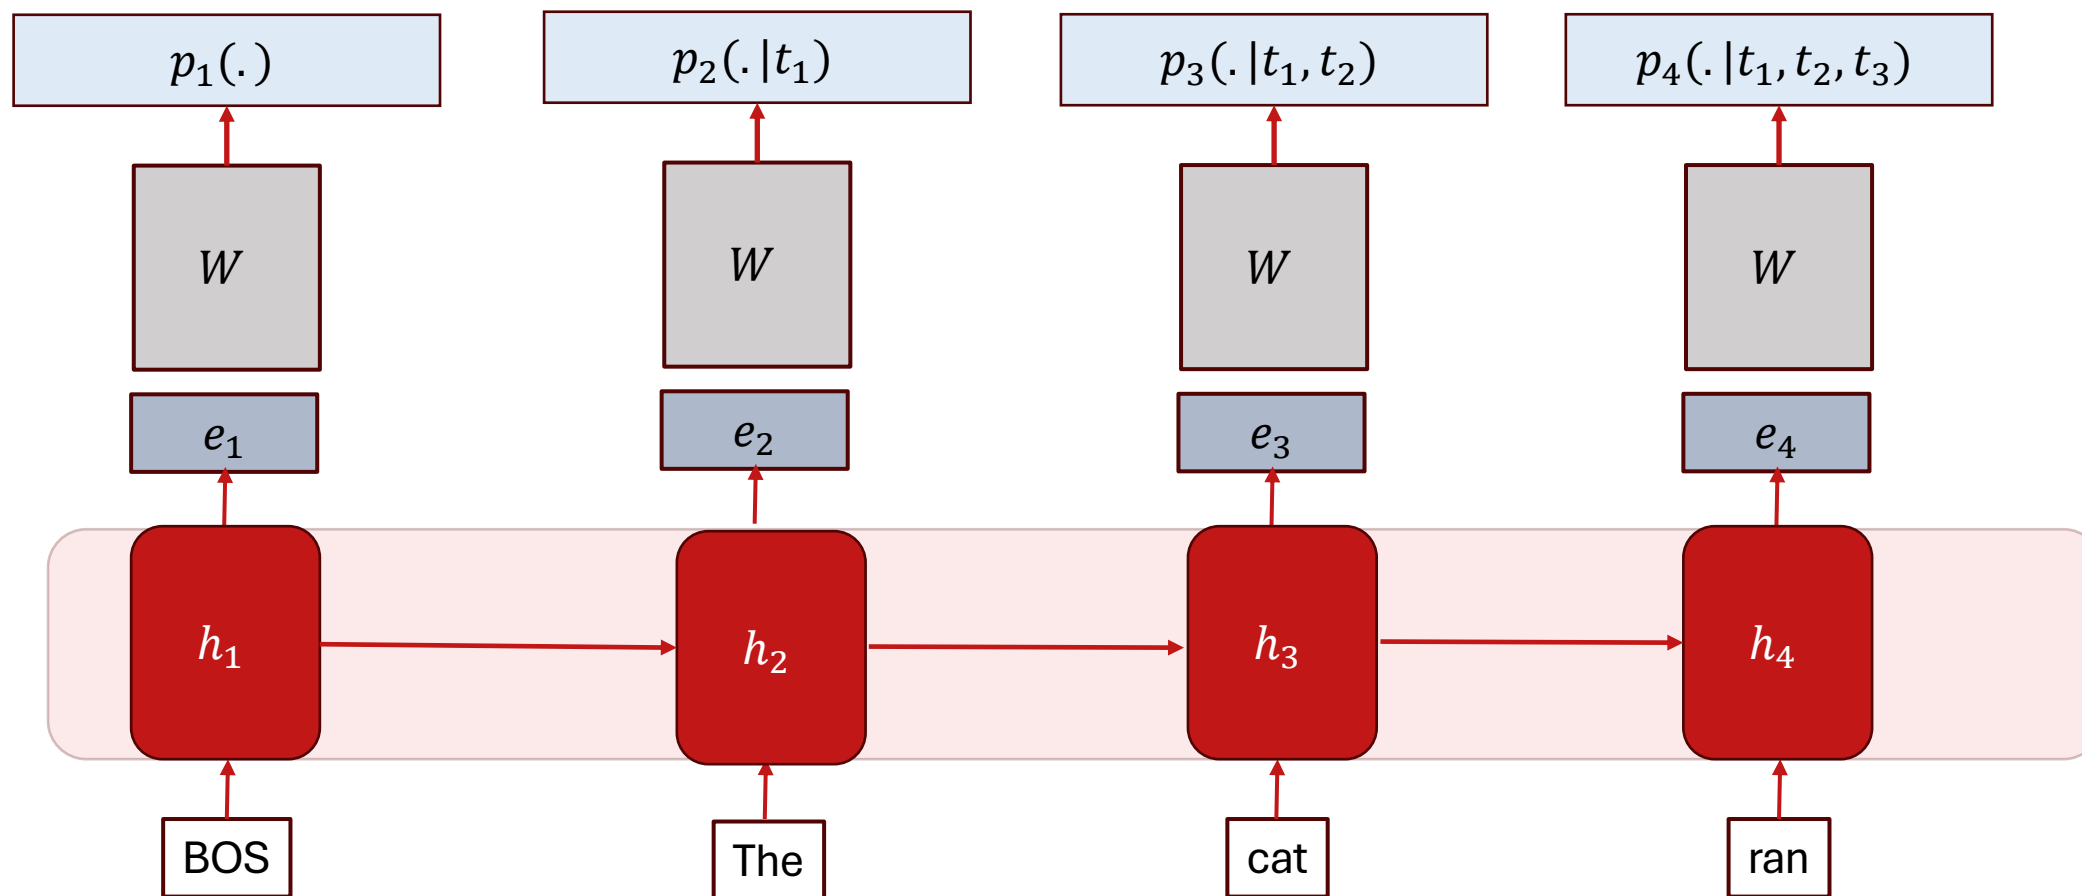 p₁(.) p₂(.|t₁) p₃(.|t₁, t₂) p₄(.|t₁, t₂, t₃)
W W W W
e₁ e₂ e₃ e₄
h₁ h₂ h₃ h₄
BOS The cat ran